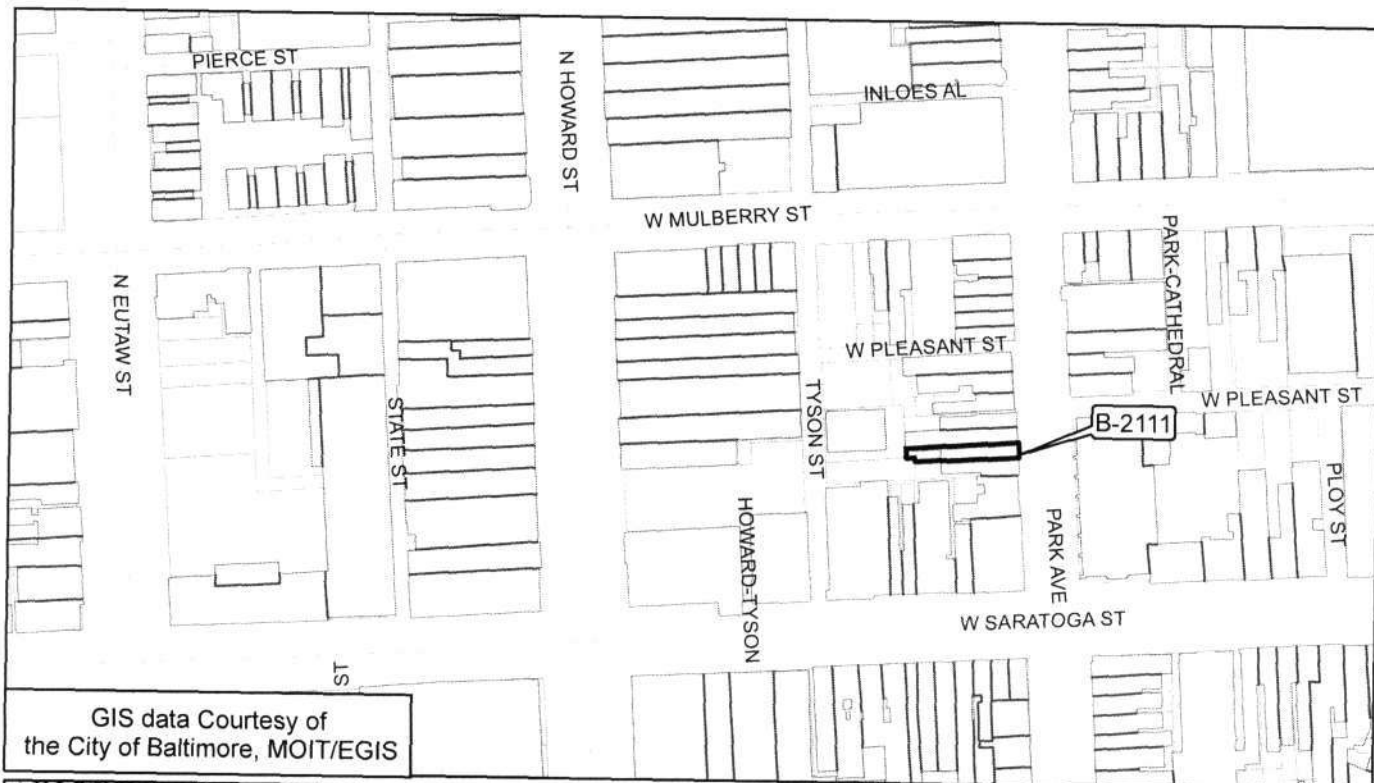 PIERCE ST
N HOWARD ST
INLOES AL
W MULBERRY ST
N EUTAW ST
PARK-CATHEDRAL
W PLEASANT ST
W PLEASANT ST
STATE ST
TYSON ST
B-2111
PLOY ST
HOWARD-TYSON
PARK AVE
W SARATOGA ST
ST
GIS data Courtesy of
the City of Baltimore, MOIT/EGIS